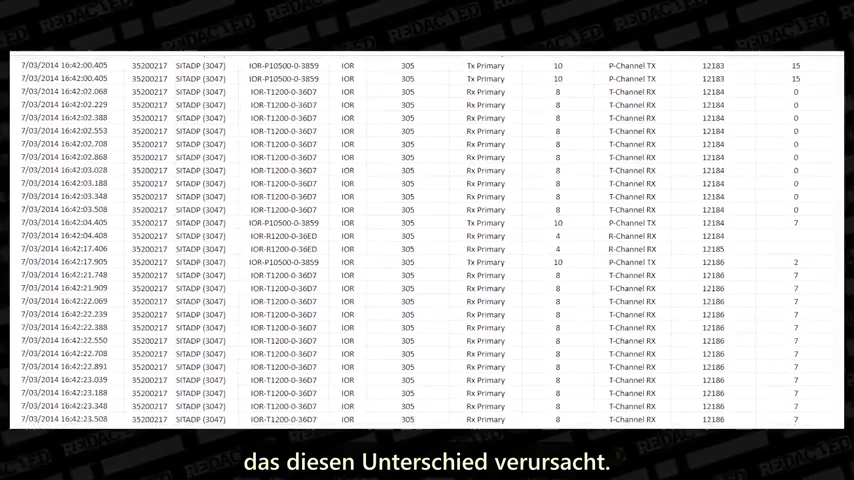 7/03/2014 16:42:00.405 35200217 SITADP (3047) IOR-P10500-0-3859 IOR 305 Tx Primary 10 P-Channel TX 12183 15
7/03/2014 16:42:00.405 35200217 SITADP (3047) IOR-P10500-0-3859 IOR 305 Tx Primary 10 P-Channel TX 12183 15
7/03/2014 16:42:02.068 35200217 SITADP (3047) IOR-T1200-0-36D7 IOR 305 Rx Primary 8 T-Channel RX 12184 0
7/03/2014 16:42:02.229 35200217 SITADP (3047) IOR-T1200-0-36D7 IOR 305 Rx Primary 8 T-Channel RX 12184 0
7/03/2014 16:42:02.388 35200217 SITADP (3047) IOR-T1200-0-36D7 IOR 305 Rx Primary 8 T-Channel RX 12184 0
7/03/2014 16:42:02.553 35200217 SITADP (3047) IOR-T1200-0-36D7 IOR 305 Rx Primary 8 T-Channel RX 12184 0
7/03/2014 16:42:02.708 35200217 SITADP (3047) IOR-T1200-0-36D7 IOR 305 Rx Primary 8 T-Channel RX 12184 0
7/03/2014 16:42:02.868 35200217 SITADP (3047) IOR-T1200-0-36D7 IOR 305 Rx Primary 8 T-Channel RX 12184 0
7/03/2014 16:42:03.028 35200217 SITADP (3047) IOR-T1200-0-36D7 IOR 305 Rx Primary 8 T-Channel RX 12184 0
7/03/2014 16:42:03.188 35200217 SITADP (3047) IOR-T1200-0-36D7 IOR 305 Rx Primary 8 T-Channel RX 12184 0
7/03/2014 16:42:03.348 35200217 SITADP (3047) IOR-T1200-0-36D7 IOR 305 Rx Primary 8 T-Channel RX 12184 0
7/03/2014 16:42:03.508 35200217 SITADP (3047) IOR-T1200-0-36D7 IOR 305 Rx Primary 8 T-Channel RX 12184 0
7/03/2014 16:42:04.405 35200217 SITADP (3047) IOR-P10500-0-3859 IOR 305 Tx Primary 10 P-Channel TX 12184 7
7/03/2014 16:42:04.408 35200217 SITADP (3047) IOR-R1200-0-36ED IOR 305 Rx Primary 4 R-Channel RX 12184
7/03/2014 16:42:17.406 35200217 SITADP (3047) IOR-R1200-0-36ED IOR 305 Rx Primary 4 R-Channel RX 12185
7/03/2014 16:42:17.905 35200217 SITADP (3047) IOR-P10500-0-3859 IOR 305 Tx Primary 10 P-Channel TX 12186 2
7/03/2014 16:42:21.748 35200217 SITADP (3047) IOR-T1200-0-36D7 IOR 305 Rx Primary 8 T-Channel RX 12186 7
7/03/2014 16:42:21.909 35200217 SITADP (3047) IOR-T1200-0-36D7 IOR 305 Rx Primary 8 T-Channel RX 12186 7
7/03/2014 16:42:22.069 35200217 SITADP (3047) IOR-T1200-0-36D7 IOR 305 Rx Primary 8 T-Channel RX 12186 7
7/03/2014 16:42:22.239 35200217 SITADP (3047) IOR-T1200-0-36D7 IOR 305 Rx Primary 8 T-Channel RX 12186 7
7/03/2014 16:42:22.388 35200217 SITADP (3047) IOR-T1200-0-36D7 IOR 305 Rx Primary 8 T-Channel RX 12186 7
7/03/2014 16:42:22.550 35200217 SITADP (3047) IOR-T1200-0-36D7 IOR 305 Rx Primary 8 T-Channel RX 12186 7
7/03/2014 16:42:22.708 35200217 SITADP (3047) IOR-T1200-0-36D7 IOR 305 Rx Primary 8 T-Channel RX 12186 7
7/03/2014 16:42:22.891 35200217 SITADP (3047) IOR-T1200-0-36D7 IOR 305 Rx Primary 8 T-Channel RX 12186 7
7/03/2014 16:42:23.039 35200217 SITADP (3047) IOR-T1200-0-36D7 IOR 305 Rx Primary 8 T-Channel RX 12186 7
7/03/2014 16:42:23.188 35200217 SITADP (3047) IOR-T1200-0-36D7 IOR 305 Rx Primary 8 T-Channel RX 12186 7
7/03/2014 16:42:23.348 35200217 SITADP (3047) IOR-T1200-0-36D7 IOR 305 Rx Primary 8 T-Channel RX 12186 7
7/03/2014 16:42:23.508 35200217 SITADP (3047) IOR-T1200-0-36D7 IOR 305 Rx Primary 8 T-Channel RX 12186 7
das diesen Unterschied verursacht.